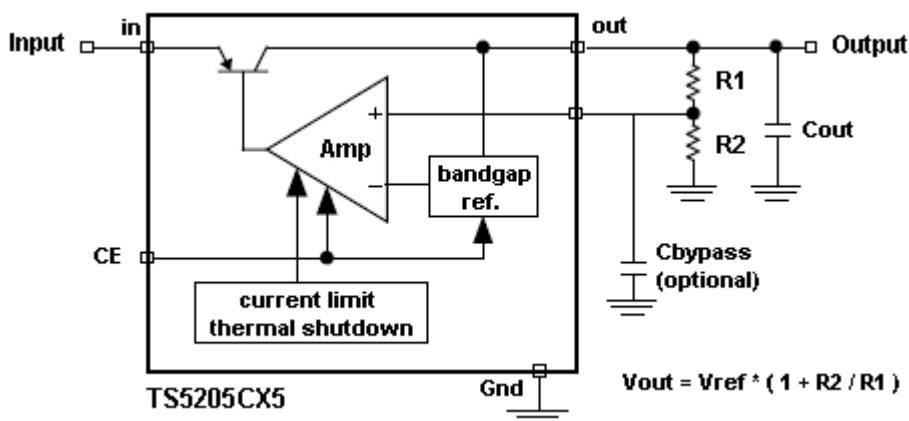 in
out
Input
Output
R1
+
Amp
R2
Cout
−
bandgap
ref.
CE
Cbypass
(optional)
current limit
thermal shutdown
Gnd
Vout = Vref * ( 1 + R2 / R1 )
TS5205CX5